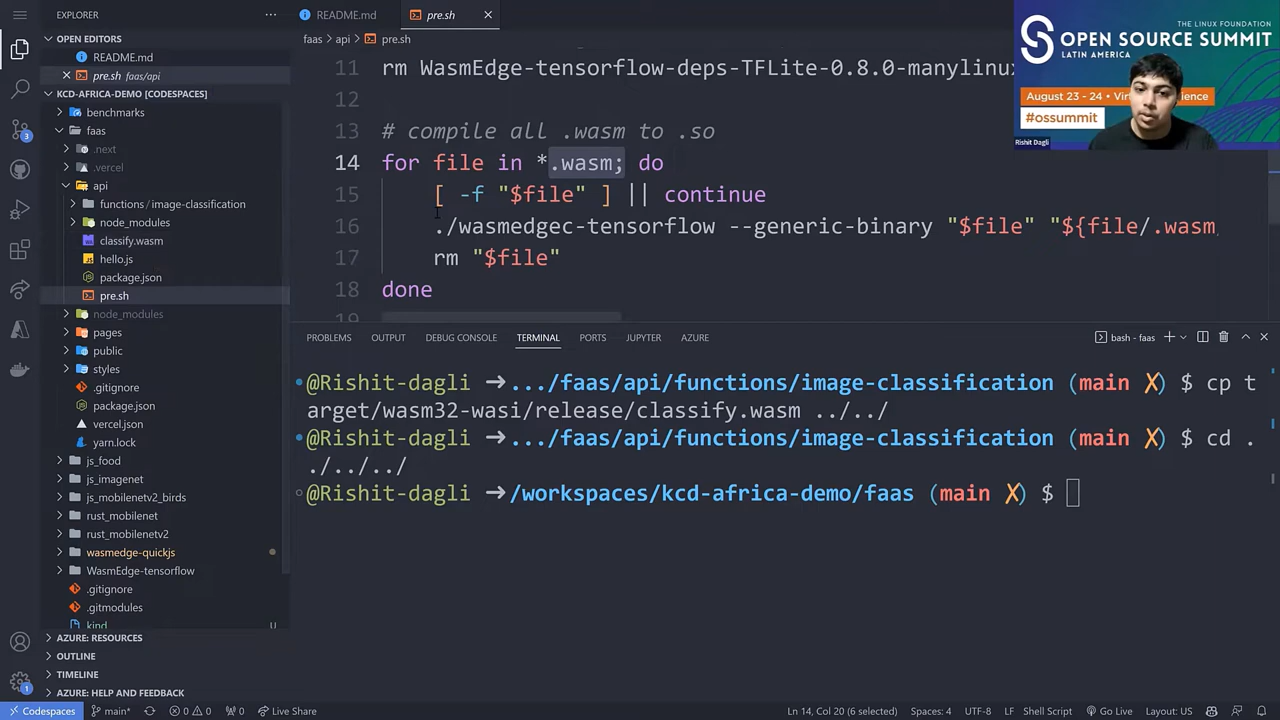 EXPLORER
OPEN EDITORS
README.md
pre.sh faas/api
KCD-AFRICA-DEMO [CODESPACES]
benchmarks
faas
.next
.vercel
api
functions / image-classification
node_modules
classify.wasm
hello.js
package.json
pre.sh
node_modules
pages
public
styles
.gitignore
package.json
vercel.json
yarn.lock
js_food
js_imagenet
js_mobilenetv2_birds
rust_mobilenet
rust_mobilenetv2
wasmedge-quickjs
WasmEdge-tensorflow
.gitignore
.gitmodules
kind U
AZURE: RESOURCES
OUTLINE
TIMELINE
AZURE: HELP AND FEEDBACK
3
1
README.md
pre.sh
faas > api > pre.sh
11 rm WasmEdge-tensorflow-deps-TFLite-0.8.0-manylinux
12
13 # compile all .wasm to .so
14 for file in *.wasm; do
15 [ -f "$file" ] || continue
16 ./wasmedgec-tensorflow --generic-binary "$file" "${file/.wasm
17 rm "$file"
18 done
19
THE LINUX FOUNDATION
OPEN SOURCE SUMMIT
LATIN AMERICA
August 23 - 24 • Virt ience
#ossummit
Rishit Dagli
PROBLEMS OUTPUT DEBUG CONSOLE TERMINAL PORTS JUPYTER AZURE
bash - faas
@Rishit-dagli ➜ .../faas/api/functions/image-classification (main ✗) $ cp t
arget/wasm32-wasi/release/classify.wasm ../../
@Rishit-dagli ➜ .../faas/api/functions/image-classification (main ✗) $ cd .
./../../
@Rishit-dagli ➜ /workspaces/kcd-africa-demo/faas (main ✗) $
Codespaces main* 0 0 0 Live Share
Ln 14, Col 20 (6 selected) Spaces: 4 UTF-8 LF Shell Script Go Live Layout: US